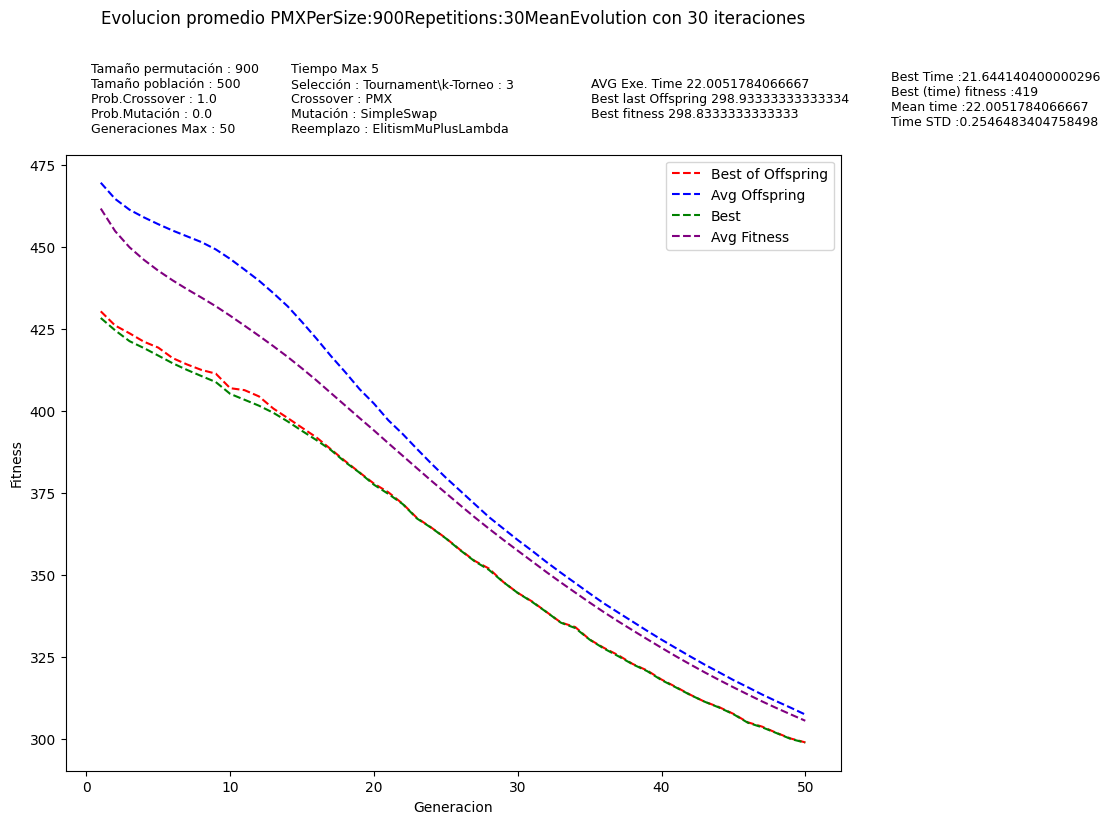 Evolucion promedio PMXPerSize:900Repetitions:30MeanEvolution con 30 iteraciones
Tamaño permutación : 900
Tamaño población : 500
Prob.Crossover : 1.0
Prob.Mutación : 0.0
Generaciones Max : 50
Tiempo Max 5
Selección : Tournament\k-Torneo : 3
Crossover : PMX
Mutación : SimpleSwap
Reemplazo : ElitismMuPlusLambda
AVG Exe. Time 22.0051784066667
Best last Offspring 298.93333333333334
Best fitness 298.8333333333333
Best Time :21.644140400000296
Best (time) fitness :419
Mean time :22.0051784066667
Time STD :0.2546483404758498
Best of Offspring
Avg Offspring
Best
Avg Fitness
Fitness
475
450
425
400
375
350
325
300
0 10 20 30 40 50
Generacion